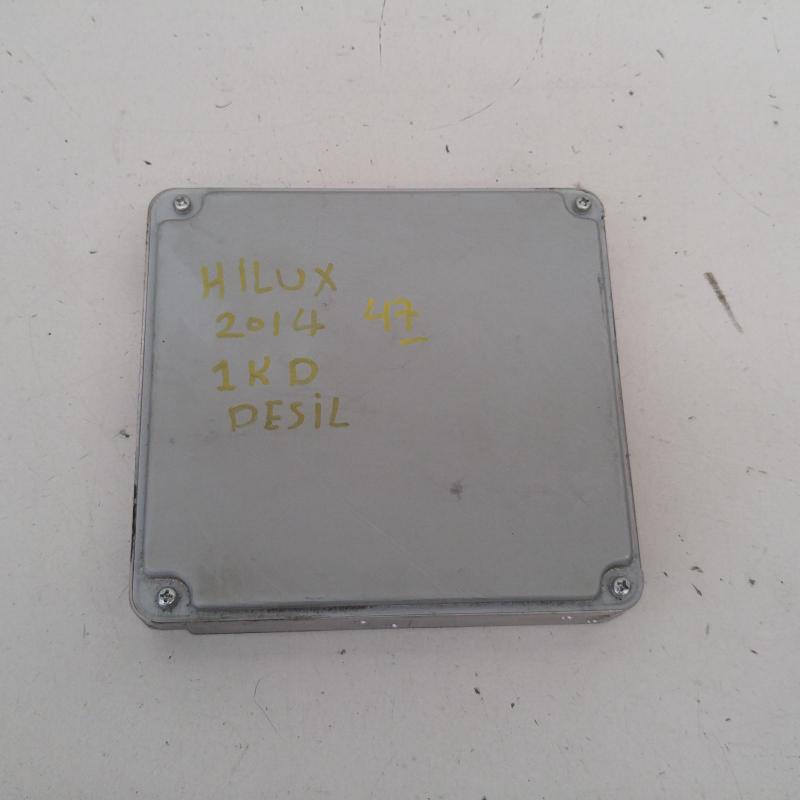 HILUX
2014 47
1KD
DESiL